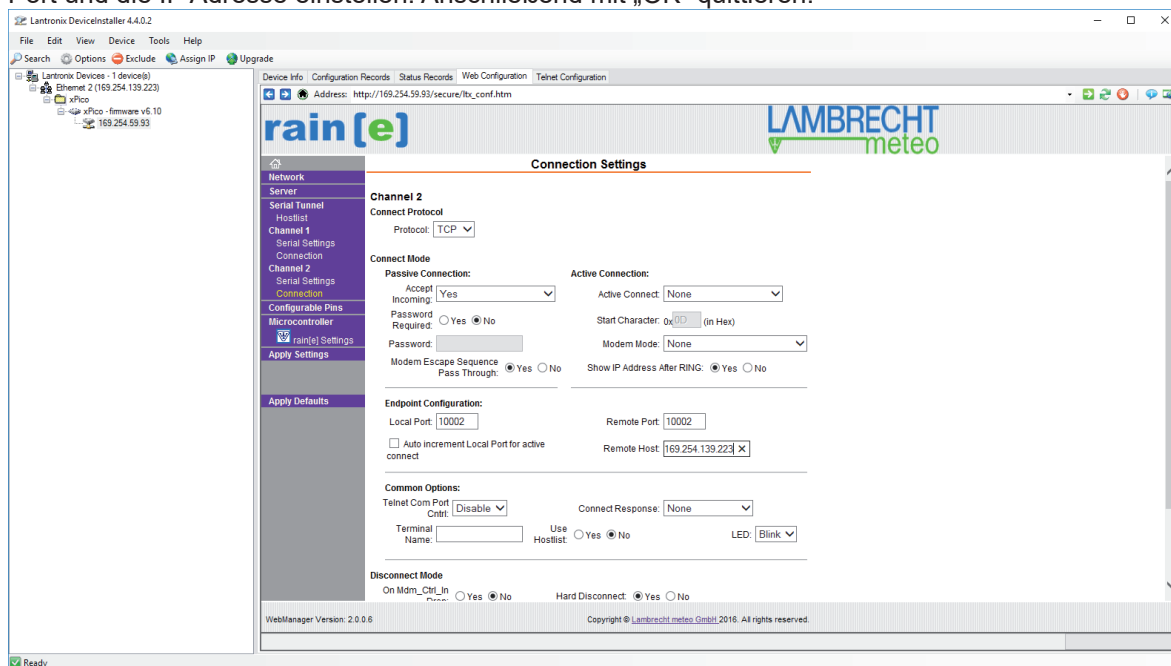 Port und die IP-Adresse einstellen. Anschließend mit „OK“ quittieren.
Lantronix DeviceInstaller 4.4.0.2
File Edit View Device Tools Help
Search Options Exclude Assign IP Upgrade
Lantronix Devices - 1 device(s)
Ethernet 2 (169.254.139.223)
xPico
xPico - firmware v6.10
169.254.59.93
Device Info Configuration Records Status Records Web Configuration Telnet Configuration
Address: http://169.254.59.93/secure/ltx_conf.htm
rain[e]
LAMBRECHT
meteo
Network
Server
Serial Tunnel
Hostlist
Channel 1
Serial Settings
Connection
Channel 2
Serial Settings
Connection
Configurable Pins
Microcontroller
rain[e] Settings
Apply Settings
Apply Defaults
Connection Settings
Channel 2
Connect Protocol
Protocol: TCP
Connect Mode
Passive Connection: Active Connection:
Accept Incoming: Yes Active Connect: None
Password Required: Yes No Start Character: 0x 0D (in Hex)
Password: Modem Mode: None
Modem Escape Sequence Pass Through: Yes No Show IP Address After RING: Yes No
Endpoint Configuration:
Local Port: 10002 Remote Port: 10002
Auto increment Local Port for active connect Remote Host: 169.254.139.223
Common Options:
Telnet Com Port Cntrl: Disable Connect Response: None
Terminal Name: Use Hostlist: Yes No LED: Blink
Disconnect Mode
On Mdm_Ctrl_In Drop: Yes No Hard Disconnect: Yes No
WebManager Version: 2.0.0.6 Copyright © Lambrecht meteo GmbH 2016. All rights reserved.
Ready